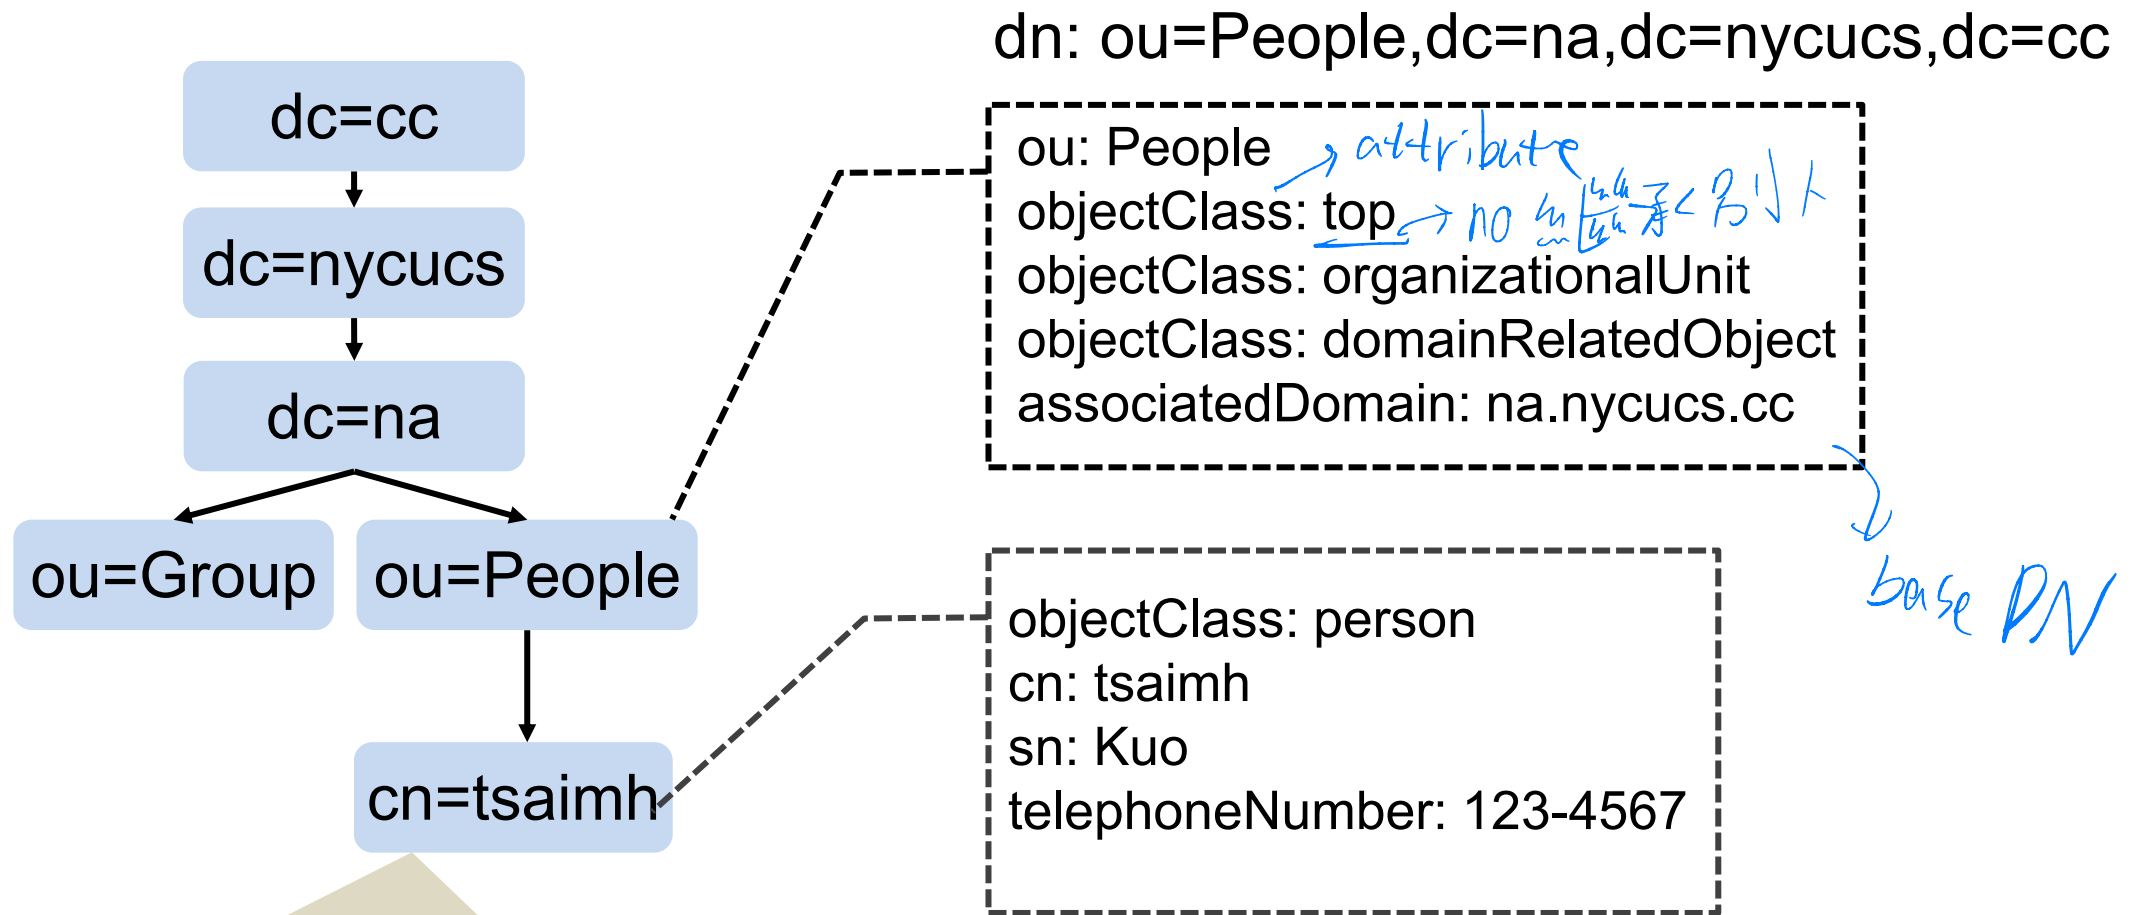 dn: ou=People,dc=na,dc=nycucs,dc=cc
dc=cc
dc=nycucs
dc=na
ou=Group
ou=People
cn=tsaimh
ou: People
attribute
objectClass: top
no
objectClass: organizationalUnit
objectClass: domainRelatedObject
associatedDomain: na.nycucs.cc
base DN
objectClass: person
cn: tsaimh
sn: Kuo
telephoneNumber: 123-4567